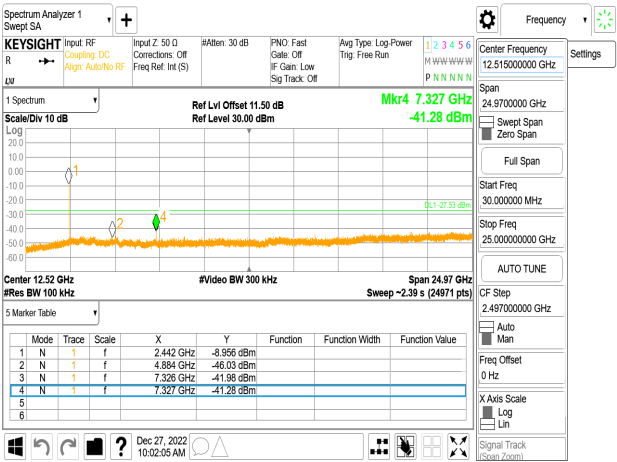 Spectrum Analyzer 1
Swept SA
Frequency
KEYSIGHT
R
LXI
Input: RF
Coupling: DC
Align: Auto/No RF
Input Z: 50 Ω
Corrections: Off
Freq Ref: Int (S)
#Atten: 30 dB
PNO: Fast
Gate: Off
IF Gain: Low
Sig Track: Off
Avg Type: Log-Power
Trig: Free Run
1 2 3 4 5 6
M W W W W W
P N N N N N
Center Frequency
12.515000000 GHz
Settings
1 Spectrum
Scale/Div 10 dB
Ref Lvl Offset 11.50 dB
Ref Level 30.00 dBm
Mkr4 7.327 GHz
-41.28 dBm
Log
20.0
10.0
0.00
-10.0
-20.0
-30.0
-40.0
-50.0
-60.0
1
2
4
DL1 -27.53 dBm
Center 12.52 GHz
#Res BW 100 kHz
#Video BW 300 kHz
Span 24.97 GHz
Sweep ~2.39 s (24971 pts)
Span
24.9700000 GHz
Swept Span
Zero Span
Full Span
Start Freq
30.000000 MHz
Stop Freq
25.000000000 GHz
AUTO TUNE
CF Step
2.497000000 GHz
Auto
Man
Freq Offset
0 Hz
X Axis Scale
Log
Lin
Signal Track
(Span Zoom)
5 Marker Table
Mode Trace Scale X Y Function Function Width Function Value
1 N 1 f 2.442 GHz -8.956 dBm
2 N 1 f 4.884 GHz -46.03 dBm
3 N 1 f 7.326 GHz -41.98 dBm
4 N 1 f 7.327 GHz -41.28 dBm
5
6
?
Dec 27, 2022
10:02:05 AM